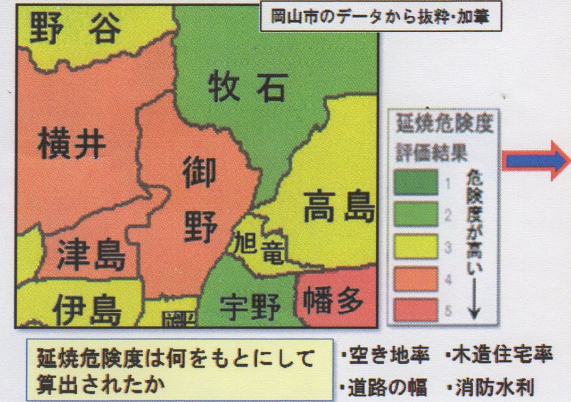 岡山市のデータから抜粋・加筆
野谷
牧石
横井
御野
高島
旭竜
津島
伊島
宇野
幡多
延焼危険度
評価結果
1
2
3
4
5
危険度が高い
延焼危険度は何をもとにして
算出されたか
・空き地率 ・木造住宅率
・道路の幅 ・消防水利